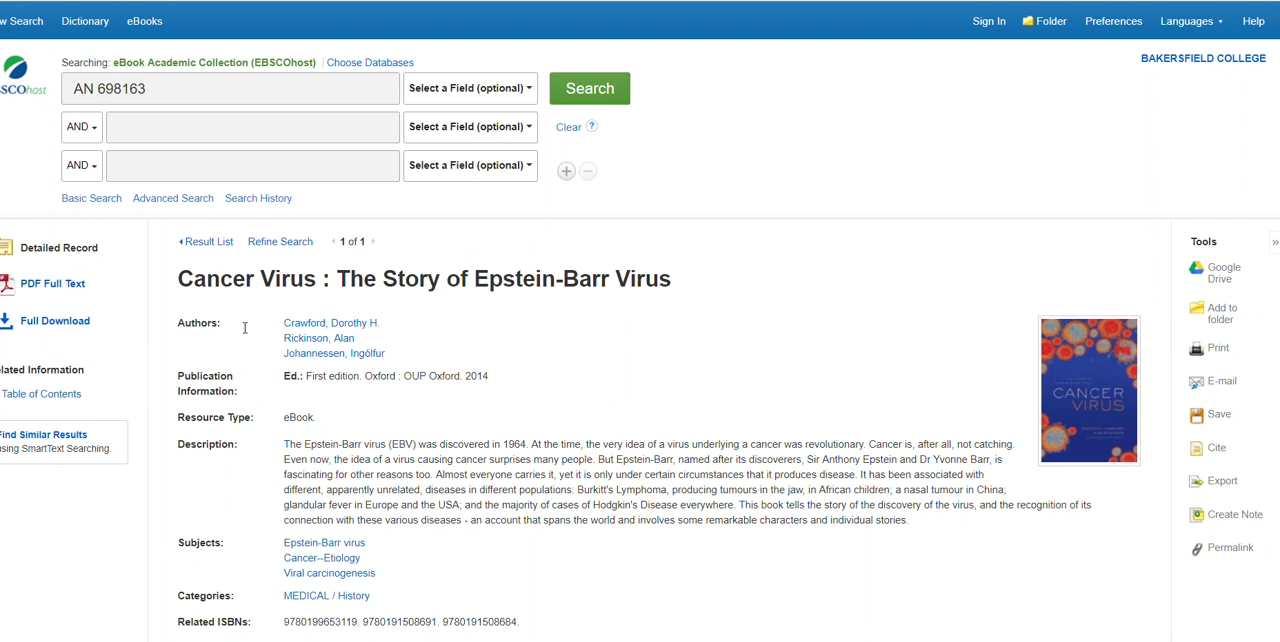 w Search Dictionary eBooks Sign In Folder Preferences Languages Help
Searching: eBook Academic Collection (EBSCOhost) Choose Databases BAKERSFIELD COLLEGE
SCOhost
AN 698163 Select a Field (optional) Search
AND Select a Field (optional) Clear ?
AND Select a Field (optional)
Basic Search Advanced Search Search History
Detailed Record
PDF Full Text
Full Download
elated Information
Table of Contents
Find Similar Results
using SmartText Searching.
Result List Refine Search 1 of 1
Cancer Virus : The Story of Epstein-Barr Virus
Authors: Crawford, Dorothy H.
Rickinson, Alan
Johannessen, Ingólfur
Publication Information: Ed.: First edition. Oxford : OUP Oxford. 2014
Resource Type: eBook.
Description: The Epstein-Barr virus (EBV) was discovered in 1964. At the time, the very idea of a virus underlying a cancer was revolutionary. Cancer is, after all, not catching.
Even now, the idea of a virus causing cancer surprises many people. But Epstein-Barr, named after its discoverers, Sir Anthony Epstein and Dr Yvonne Barr, is
fascinating for other reasons too. Almost everyone carries it, yet it is only under certain circumstances that it produces disease. It has been associated with
different, apparently unrelated, diseases in different populations: Burkitt's Lymphoma, producing tumours in the jaw, in African children; a nasal tumour in China;
glandular fever in Europe and the USA; and the majority of cases of Hodgkin's Disease everywhere. This book tells the story of the discovery of the virus, and the recognition of its
connection with these various diseases - an account that spans the world and involves some remarkable characters and individual stories.
Subjects: Epstein-Barr virus
Cancer--Etiology
Viral carcinogenesis
Categories: MEDICAL / History
Related ISBNs: 9780199653119. 9780191508691. 9780191508684.
CANCER
VIRUS
Tools
Google
Drive
Add to
folder
Print
E-mail
Save
Cite
Export
Create Note
Permalink